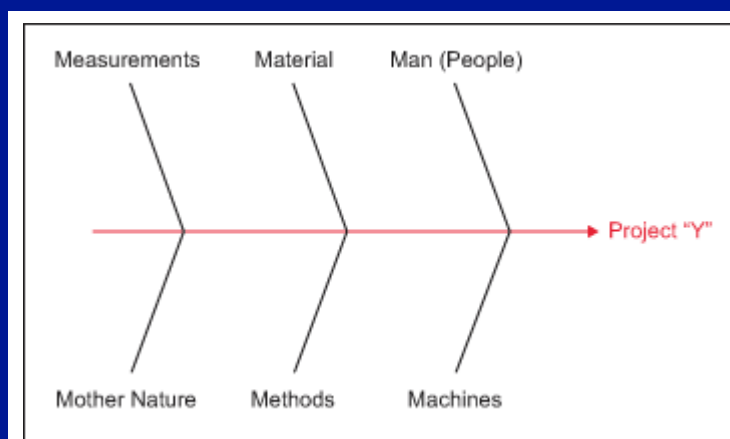 Measurements
Material
Man (People)
Project “Y”
Mother Nature
Methods
Machines